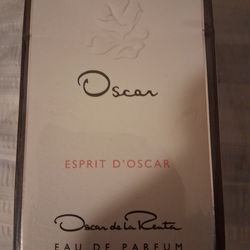 Oscar
ESPRIT D'OSCAR
Oscar de la Renta
EAU DE PARFUM